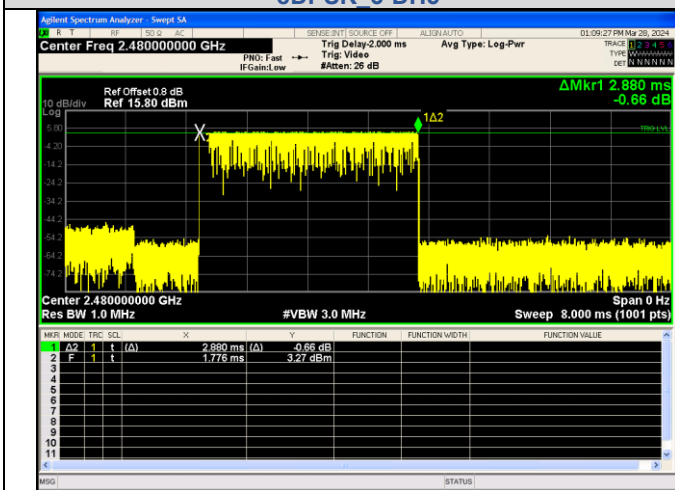 Agilent Spectrum Analyzer - Swept SA
R T RF 50 Ω AC SENSE:INT SOURCE OFF ALIGN AUTO 01:09:27 PM Mar 28, 2024
Center Freq 2.480000000 GHz
Trig Delay-2.000 ms Avg Type: Log-Pwr TRACE 1 2 3 4 5 6
PNO: Fast Trig: Video TYPE
IFGain:Low #Atten: 26 dB DET N N N N N N
Ref Offset 0.8 dB ΔMkr1 2.880 ms
10 dB/div Ref 15.80 dBm -0.66 dB
Log
5.80
-4.20
-14.2
-24.2
-34.2
-44.2
-54.2
-64.2
-74.2
X2
1Δ2
TRIG LVL
Center 2.480000000 GHz Span 0 Hz
Res BW 1.0 MHz #VBW 3.0 MHz Sweep 8.000 ms (1001 pts)
MKR MODE TRC SCL X Y FUNCTION FUNCTION WIDTH FUNCTION VALUE
1 Δ2 1 t (Δ) 2.880 ms (Δ) -0.66 dB
2 F 1 t 1.776 ms 3.27 dBm
3
4
5
6
7
8
9
10
11
MSG STATUS